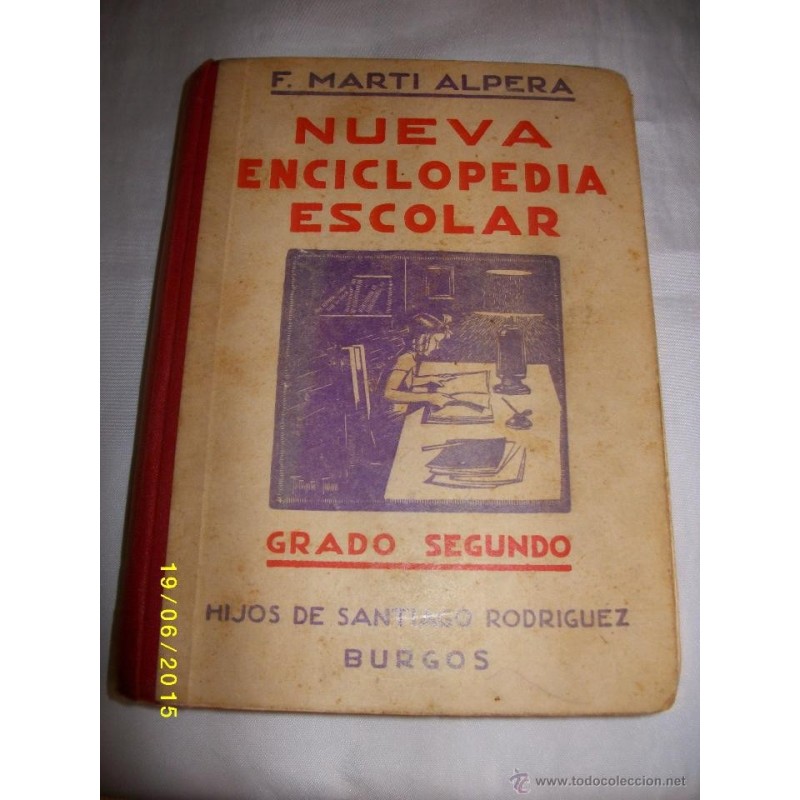 F. MARTI ALPERA
NUEVA
ENCICLOPEDIA
ESCOLAR
GRADO SEGUNDO
HIJOS DE SANTIAGO RODRIGUEZ
BURGOS
19/06/2015
www.todocoleccion.net